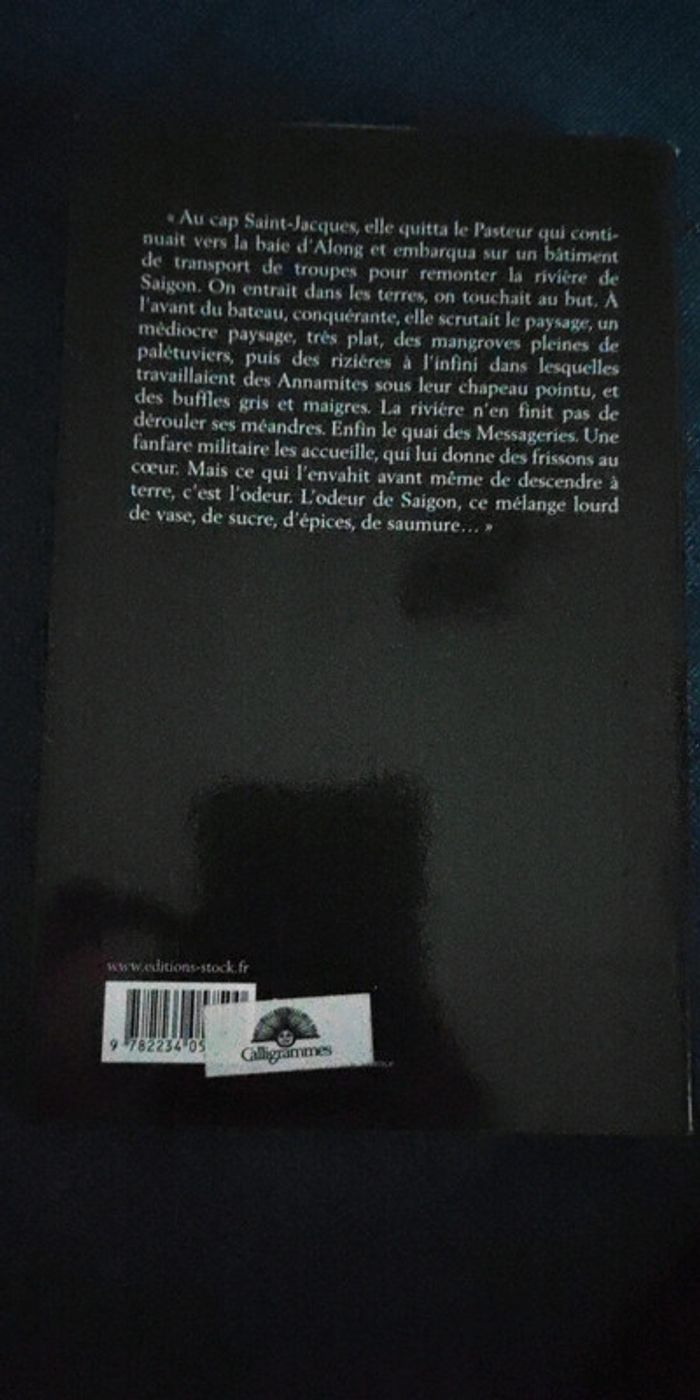 « Au cap Saint-Jacques, elle quitta le Pasteur qui conti-
nuait vers la baie d'Along et embarqua sur un bâtiment
de transport de troupes pour remonter la rivière de
Saigon. On entrait dans les terres, on touchait au but. À
l'avant du bateau, conquérante, elle scrutait le paysage, un
médiocre paysage, très plat, des mangroves pleines de
palétuviers, puis des rizières à l'infini dans lesquelles
travaillaient des Annamites sous leur chapeau pointu, et
des buffles gris et maigres. La rivière n'en finit pas de
dérouler ses méandres. Enfin le quai des Messageries. Une
fanfare militaire les accueille, qui lui donne des frissons au
cœur. Mais ce qui l'envahit avant même de descendre à
terre, c'est l'odeur. L'odeur de Saigon, ce mélange lourd
de vase, de sucre, d'épices, de saumure… »
www.editions-stock.fr
9 782234 05
Calligrammes